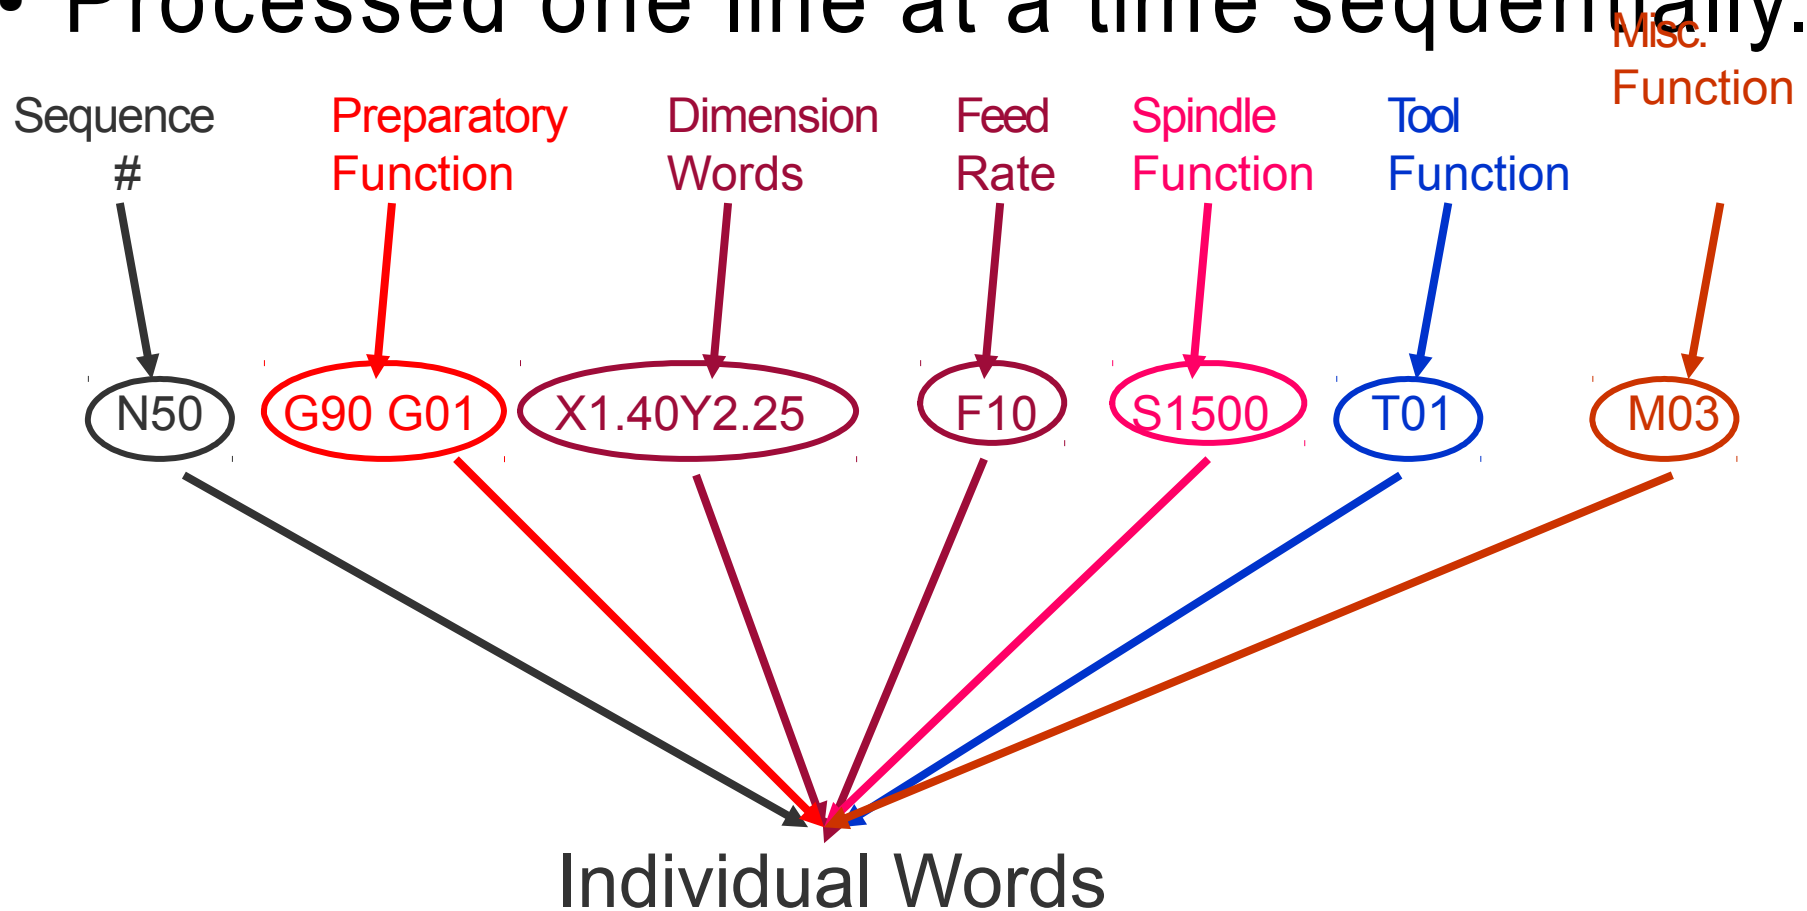 • Processed one line at a time sequentially.
Misc.
Function
Sequence
#
Preparatory
Function
Dimension
Words
Feed
Rate
Spindle
Function
Tool
Function
N50 G90 G01 X1.40Y2.25 F10 S1500 T01 M03
Individual Words